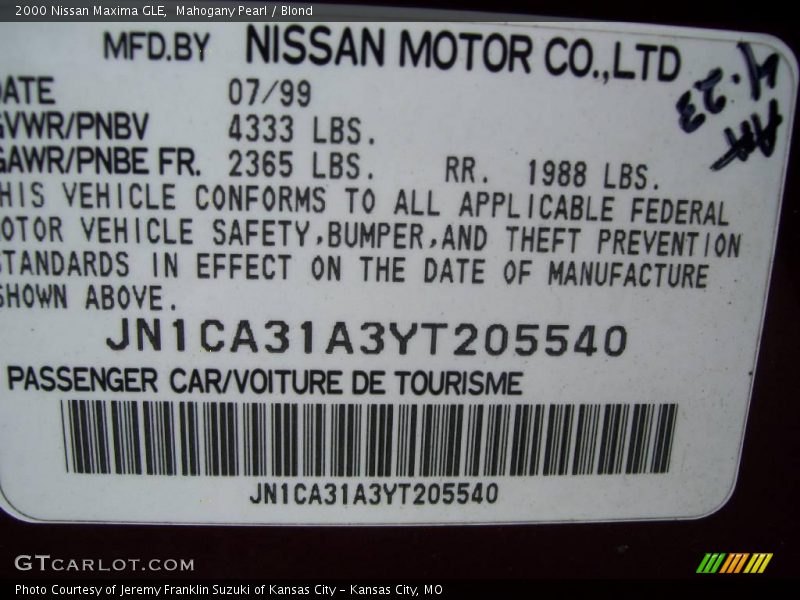 2000 Nissan Maxima GLE, Mahogany Pearl / Blond
MFD.BY NISSAN MOTOR CO.,LTD
ATE 07/99
GVWR/PNBV 4333 LBS.
GAWR/PNBE FR. 2365 LBS. RR. 1988 LBS.
HIS VEHICLE CONFORMS TO ALL APPLICABLE FEDERAL
OTOR VEHICLE SAFETY,BUMPER,AND THEFT PREVENTION
STANDARDS IN EFFECT ON THE DATE OF MANUFACTURE
SHOWN ABOVE.
JN1CA31A3YT205540
PASSENGER CAR/VOITURE DE TOURISME
JN1CA31A3YT205540
GTCARLOT.COM
Photo Courtesy of Jeremy Franklin Suzuki of Kansas City – Kansas City, MO